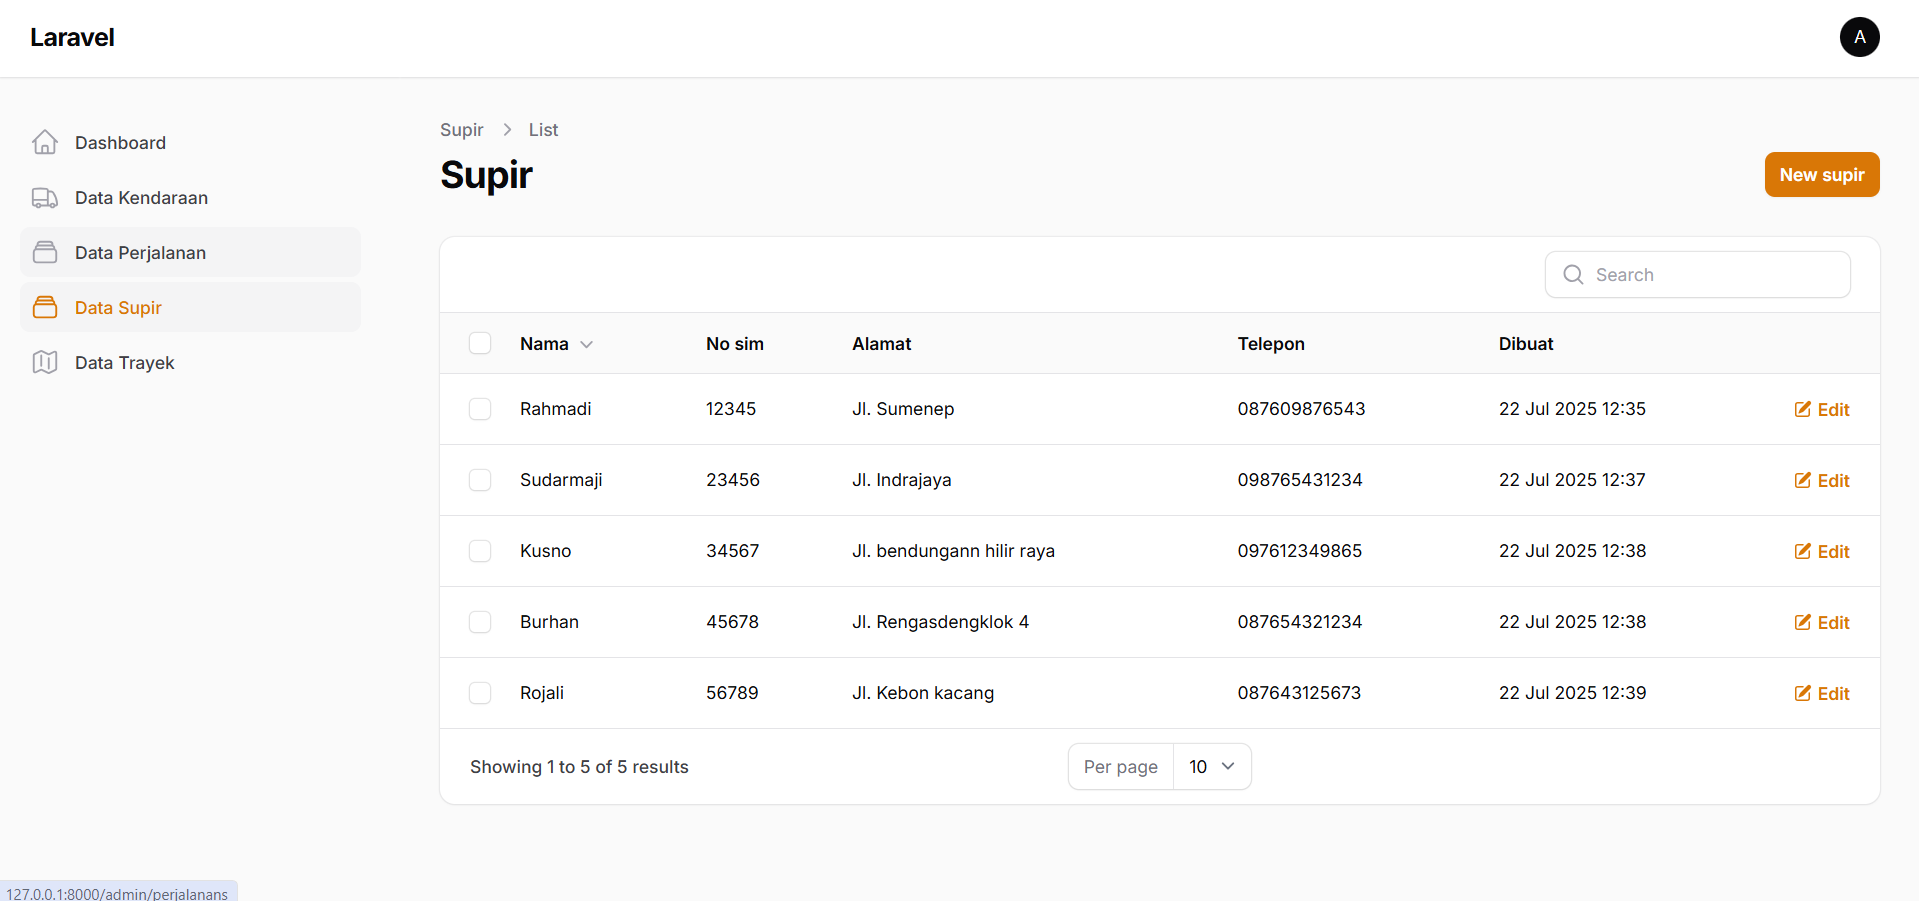 Laravel
A
Dashboard
Data Kendaraan
Data Perjalanan
Data Supir
Data Trayek
Supir > List
Supir
New supir
Search
Nama No sim Alamat Telepon Dibuat
Rahmadi 12345 Jl. Sumenep 087609876543 22 Jul 2025 12:35 Edit
Sudarmaji 23456 Jl. Indrajaya 098765431234 22 Jul 2025 12:37 Edit
Kusno 34567 Jl. bendungann hilir raya 097612349865 22 Jul 2025 12:38 Edit
Burhan 45678 Jl. Rengasdengklok 4 087654321234 22 Jul 2025 12:38 Edit
Rojali 56789 Jl. Kebon kacang 087643125673 22 Jul 2025 12:39 Edit
Showing 1 to 5 of 5 results
Per page 10
127.0.0.1:8000/admin/perjalanans